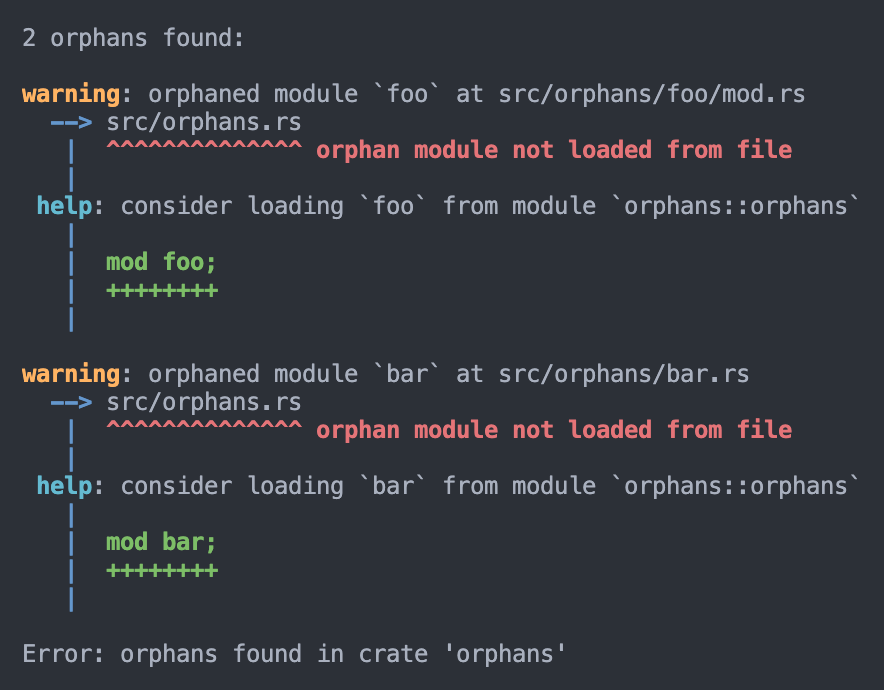 2 orphans found:

warning: orphaned module `foo` at src/orphans/foo/mod.rs
  --> src/orphans.rs
   |  ^^^^^^^^^^^^^^ orphan module not loaded from file
   |
 help: consider loading `foo` from module `orphans::orphans`
   |
   |  mod foo;
   |  ++++++++
   |

warning: orphaned module `bar` at src/orphans/bar.rs
  --> src/orphans.rs
   |  ^^^^^^^^^^^^^^ orphan module not loaded from file
   |
 help: consider loading `bar` from module `orphans::orphans`
   |
   |  mod bar;
   |  ++++++++
   |

Error: orphans found in crate 'orphans'